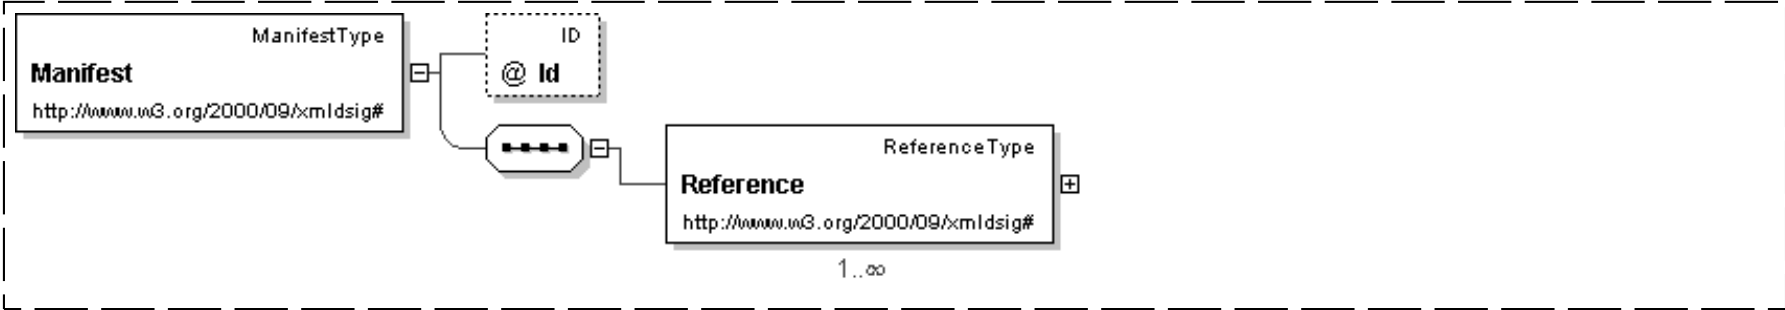 ManifestType
Manifest
http://www.w3.org/2000/09/xmldsig#
ID
@ Id
ReferenceType
Reference
http://www.w3.org/2000/09/xmldsig#
1..∞